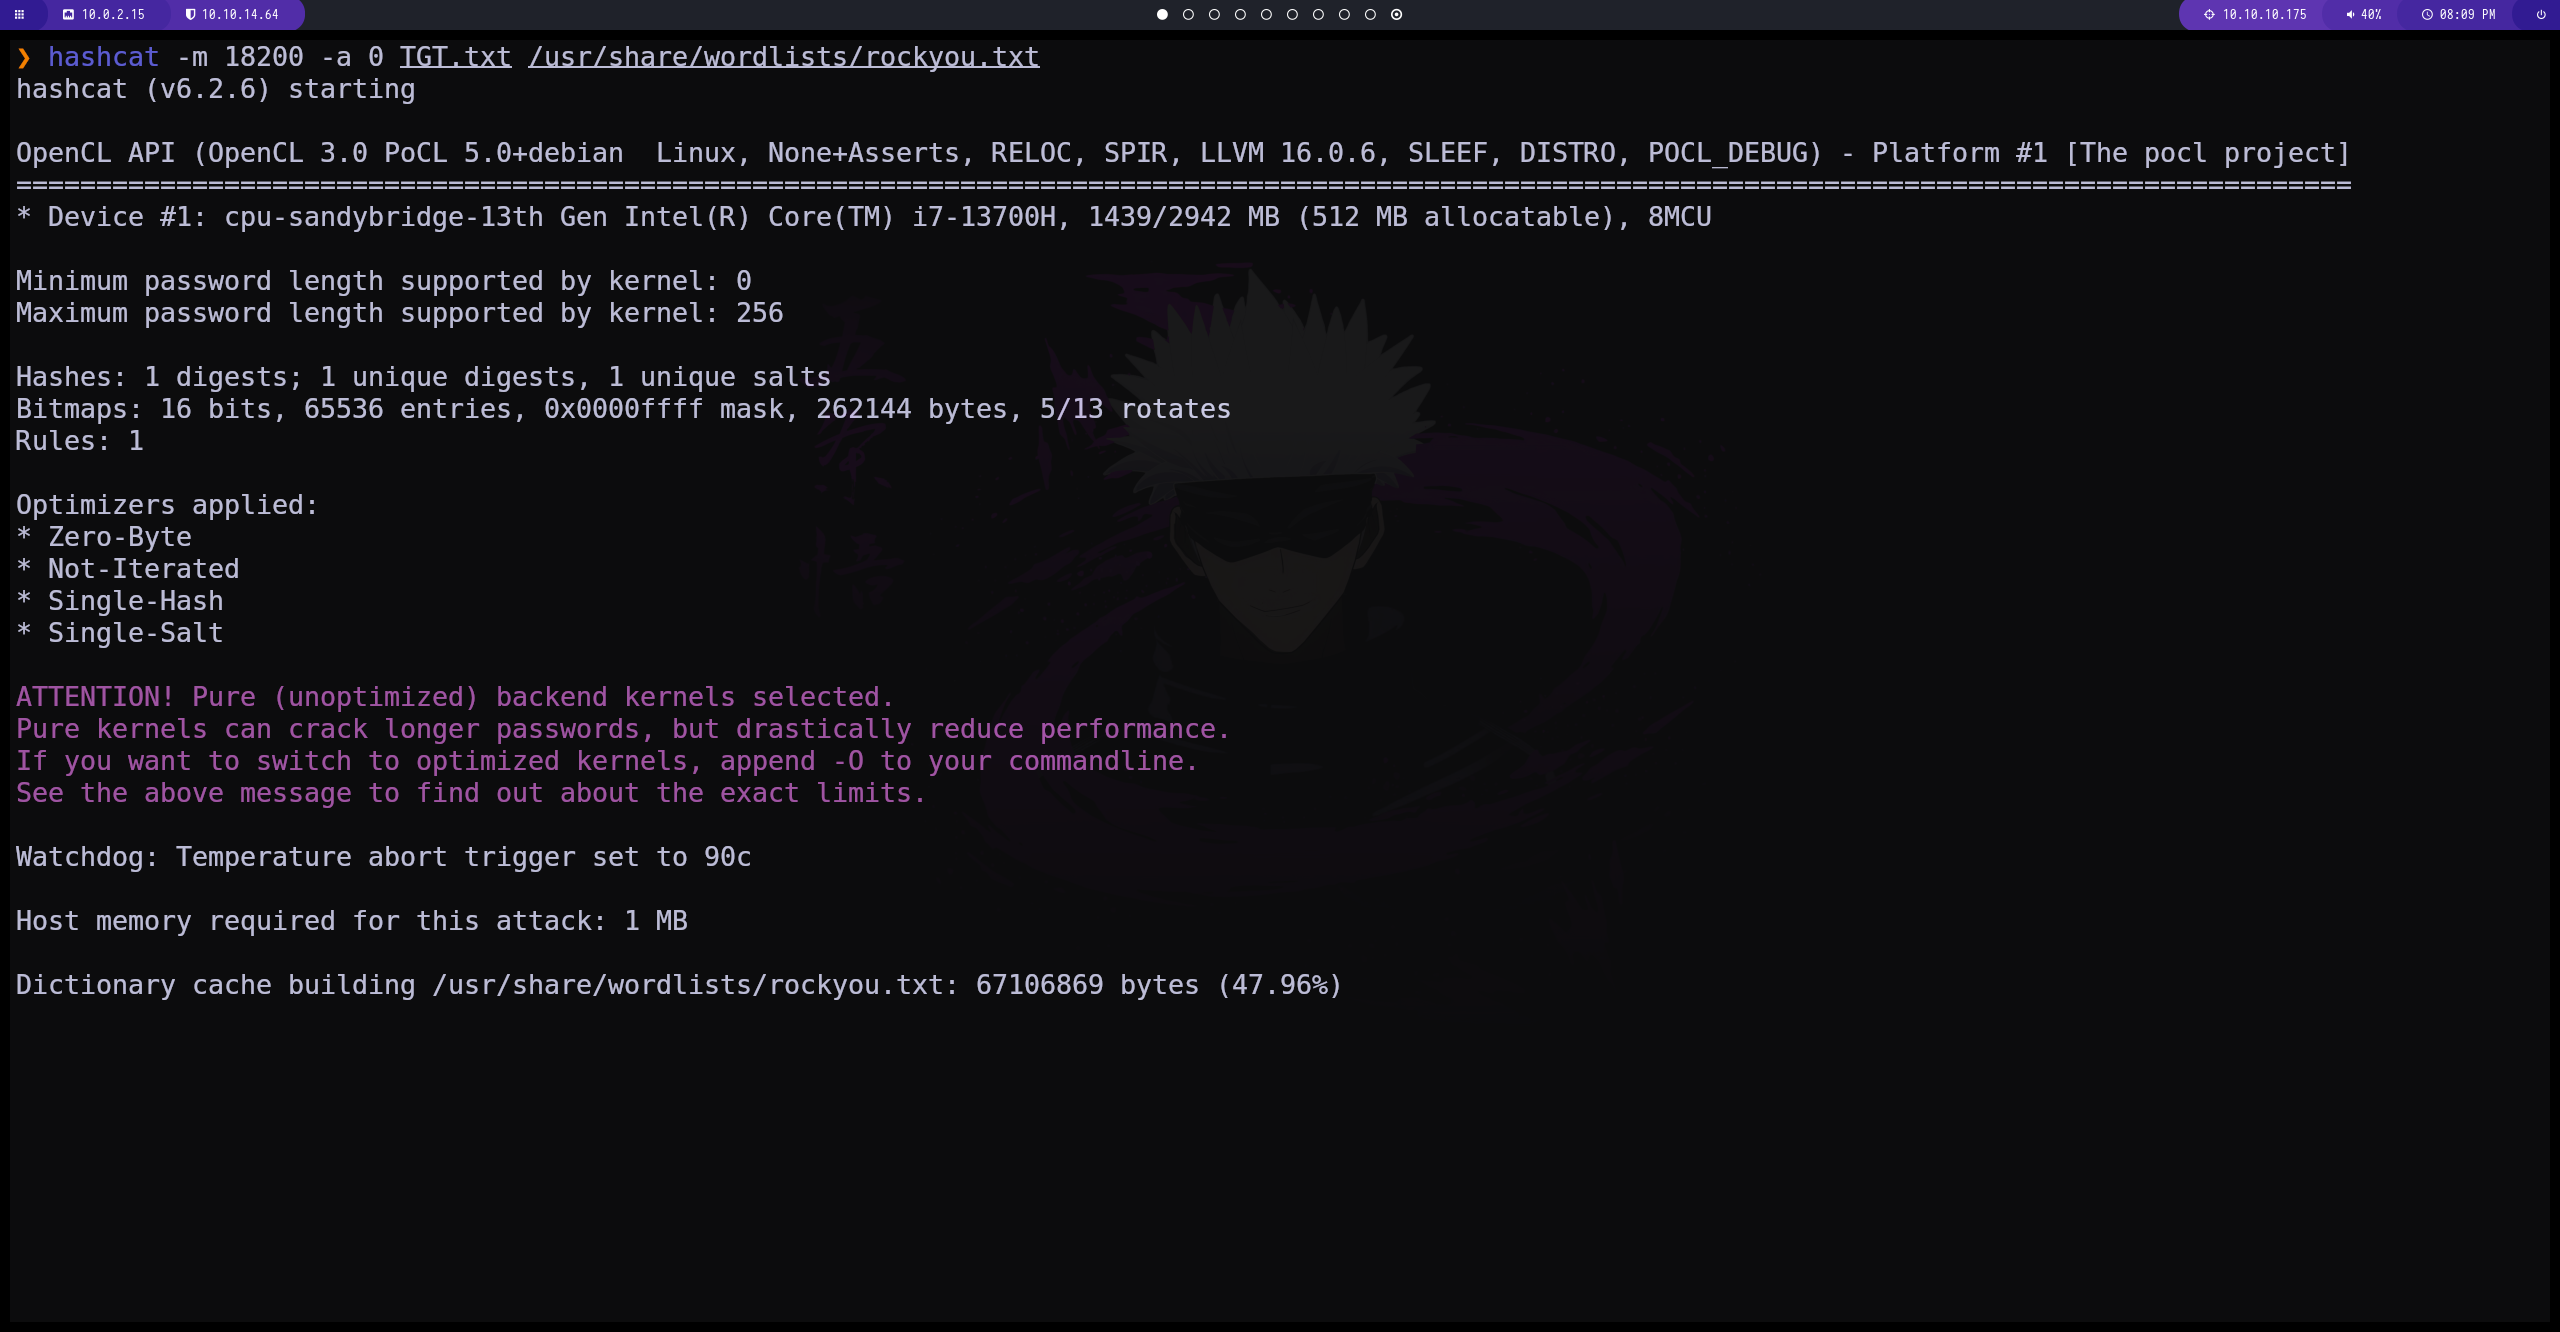 10.0.2.15 10.10.14.64 10.10.10.175 40% 08:09 PM
❯ hashcat -m 18200 -a 0 TGT.txt /usr/share/wordlists/rockyou.txt
hashcat (v6.2.6) starting
OpenCL API (OpenCL 3.0 PoCL 5.0+debian  Linux, None+Asserts, RELOC, SPIR, LLVM 16.0.6, SLEEF, DISTRO, POCL_DEBUG) - Platform #1 [The pocl project]
==================================================================================================================================================
* Device #1: cpu-sandybridge-13th Gen Intel(R) Core(TM) i7-13700H, 1439/2942 MB (512 MB allocatable), 8MCU
Minimum password length supported by kernel: 0
Maximum password length supported by kernel: 256
Hashes: 1 digests; 1 unique digests, 1 unique salts
Bitmaps: 16 bits, 65536 entries, 0x0000ffff mask, 262144 bytes, 5/13 rotates
Rules: 1
Optimizers applied:
* Zero-Byte
* Not-Iterated
* Single-Hash
* Single-Salt
ATTENTION! Pure (unoptimized) backend kernels selected.
Pure kernels can crack longer passwords, but drastically reduce performance.
If you want to switch to optimized kernels, append -O to your commandline.
See the above message to find out about the exact limits.
Watchdog: Temperature abort trigger set to 90c
Host memory required for this attack: 1 MB
Dictionary cache building /usr/share/wordlists/rockyou.txt: 67106869 bytes (47.96%)